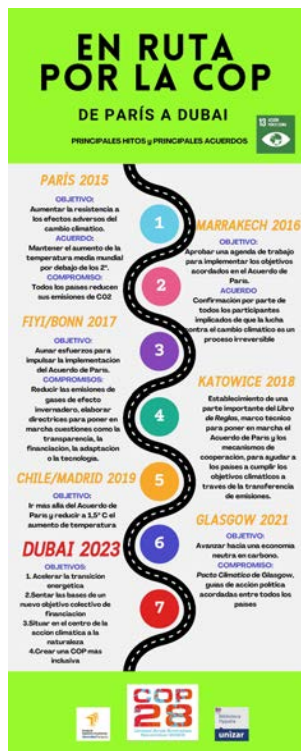 EN RUTA
POR LA COP
DE PARÍS A DUBAI
PRINCIPALES HITOS y PRINCIPALES ACUERDOS
13
PARÍS 2015
OBJETIVO:
Aumentar la resistencia a
los efectos adversos del
cambio climático.
ACUERDO:
Mantener el aumento de la
temperatura media mundial
por debajo de los 2º.
COMPROMISO:
Todos los países reducen
sus emisiones de CO2
1
MARRAKECH 2016
OBJETIVO:
Aprobar una agenda de trabajo
para implementar los objetivos
acordados en el Acuerdo de
París.
ACUERDO
Confirmación por parte de
todos los participantes
implicados de que la lucha
contra el cambio climático es un
proceso irreversible
2
FIYI/BONN 2017
OBJETIVO:
Aunar esfuerzos para
impulsar la implementación
del Acuerdo de París.
COMPROMISOS:
Reducir las emisiones de
gases de efecto
invernadero, elaborar
directrices para poner en
marcha cuestiones como la
transparencia, la
financiación, la adaptación
o la tecnología.
3
KATOWICE 2018
Establecimiento de una
parte importante del Libro
de Reglas, marco técnico
para poner en marcha el
Acuerdo de París y los
mecanismos de
cooperación, para ayudar a
los países a cumplir los
objetivos climáticos a
través de la transferencia
de emisiones.
4
CHILE/MADRID 2019
OBJETIVO:
Ir más allá del Acuerdo de
París y reducir a 1,5º C el
aumento de temperatura
5
GLASGOW 2021
OBJETIVO:
Avanzar hacia una economía
neutra en carbono.
COMPROMISO:
Pacto Climático de Glasgow,
guías de acción política
acordadas entre todos los
países
6
DUBAI 2023
OBJETIVOS:
1. Acelerar la transición
energética
2.Sentar las bases de un
nuevo objetivo colectivo de
financiación
3.Situar en el centro de la
acción climática a la
naturaleza
4.Crear una COP más
inclusiva
7
COP
28
Biblioteca
Hypatia
unizar